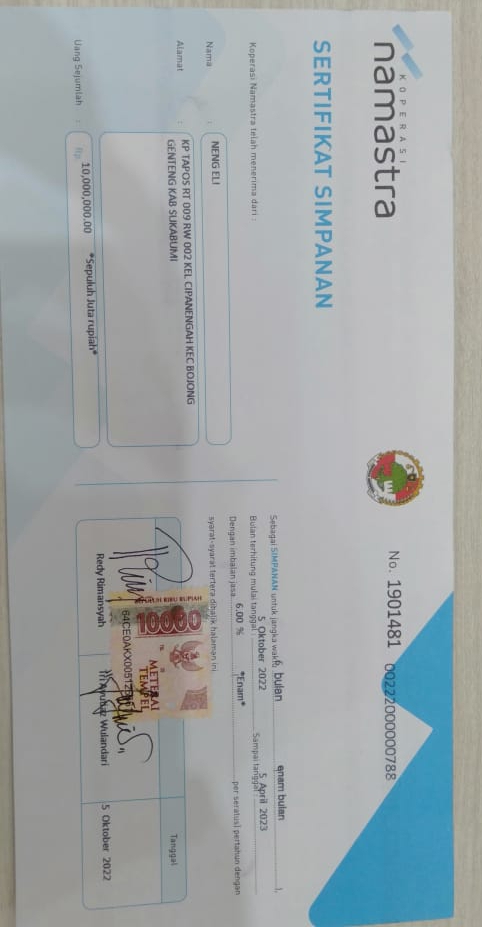 KOPERASI
namastra
No. 1901481 00222000000788
SERTIFIKAT SIMPANAN
Koperasi Namastra telah menerima dari :
Nama : NENG ELI
Alamat : KP TAPOS RT 009 RW 002 KEL CIPANENGAH KEC BOJONG
GENTENG KAB SUKABUMI
Uang Sejumlah : Rp. 10,000,000.00 *Sepuluh Juta rupiah*
Sebagai SIMPANAN untuk jangka waktu 6 bulan enam bulan
Bulan terhitung mulai tanggal : 5 Oktober 2022 Sampai tanggal : 5 April 2023
Dengan imbalan jasa 6.00 % *Enam* per seratus) pertahun dengan
syarat-syarat tertera dibalik halaman ini
Tanggal
SEPULUH RIBU RUPIAH
10000
METERAI
TEMPEL
Redy Rimansyah Wulandari 5 Oktober 2022